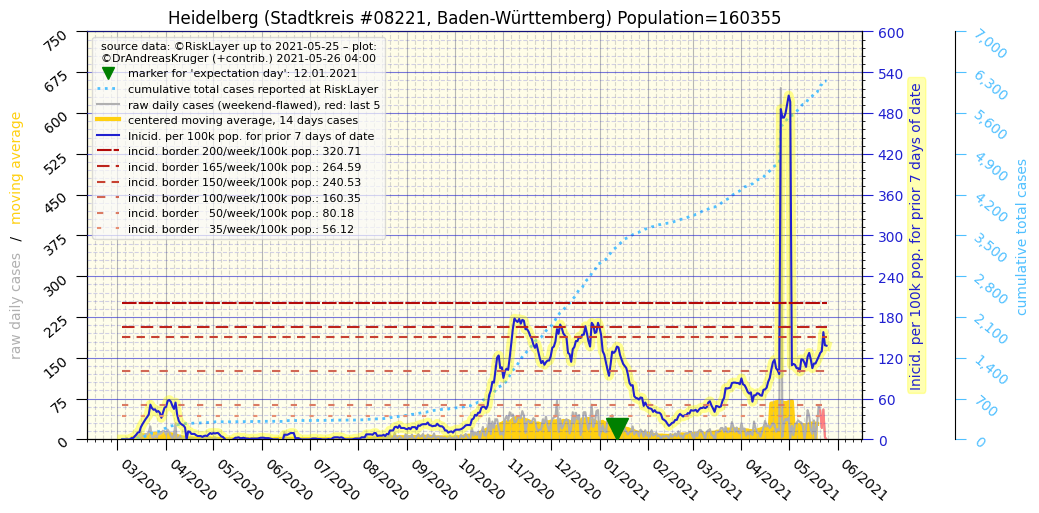 Heidelberg (Stadtkreis #08221, Baden-Württemberg) Population=160355
source data: ©RiskLayer up to 2021-05-25 – plot:
©DrAndreasKruger (+contrib.) 2021-05-26 04:00
marker for 'expectation day': 12.01.2021
cumulative total cases reported at RiskLayer
raw daily cases (weekend-flawed), red: last 5
centered moving average, 14 days cases
Inicid. per 100k pop. for prior 7 days of date
incid. border 200/week/100k pop.: 320.71
incid. border 165/week/100k pop.: 264.59
incid. border 150/week/100k pop.: 240.53
incid. border 100/week/100k pop.: 160.35
incid. border   50/week/100k pop.: 80.18
incid. border   35/week/100k pop.: 56.12
raw daily cases / moving average
750
675
600
525
450
375
300
225
150
75
0
03/2020
04/2020
05/2020
06/2020
07/2020
08/2020
09/2020
10/2020
11/2020
12/2020
01/2021
02/2021
03/2021
04/2021
05/2021
06/2021
600
540
480
420
360
300
240
180
120
60
0
Inicid. per 100k pop. for prior 7 days of date
7,000
6,300
5,600
4,900
4,200
3,500
2,800
2,100
1,400
700
0
cumulative total cases